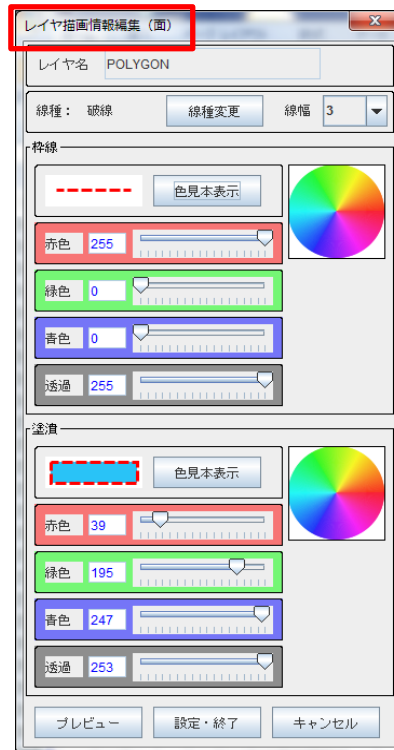 レイヤ描画情報編集（面）
レイヤ名 POLYGON
線種： 破線 線種変更 線幅 3
枠線
色見本表示
赤色 255
緑色 0
青色 0
透過 255
塗潰
色見本表示
赤色 39
緑色 195
青色 247
透過 253
プレビュー 設定・終了 キャンセル